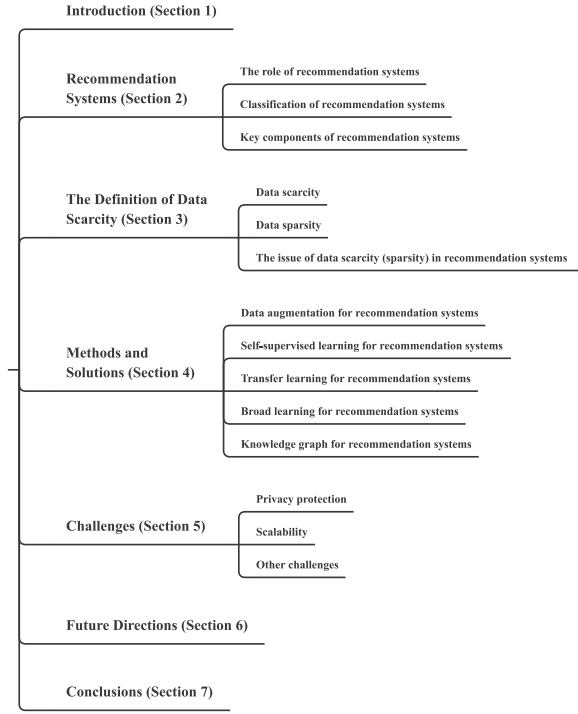 Introduction (Section 1)
Recommendation
Systems (Section 2)
The role of recommendation systems
Classification of recommendation systems
Key components of recommendation systems
The Definition of Data
Scarcity (Section 3)
Data scarcity
Data sparsity
The issue of data scarcity (sparsity) in recommendation systems
Methods and
Solutions (Section 4)
Data augmentation for recommendation systems
Self-supervised learning for recommendation systems
Transfer learning for recommendation systems
Broad learning for recommendation systems
Knowledge graph for recommendation systems
Challenges (Section 5)
Privacy protection
Scalability
Other challenges
Future Directions (Section 6)
Conclusions (Section 7)